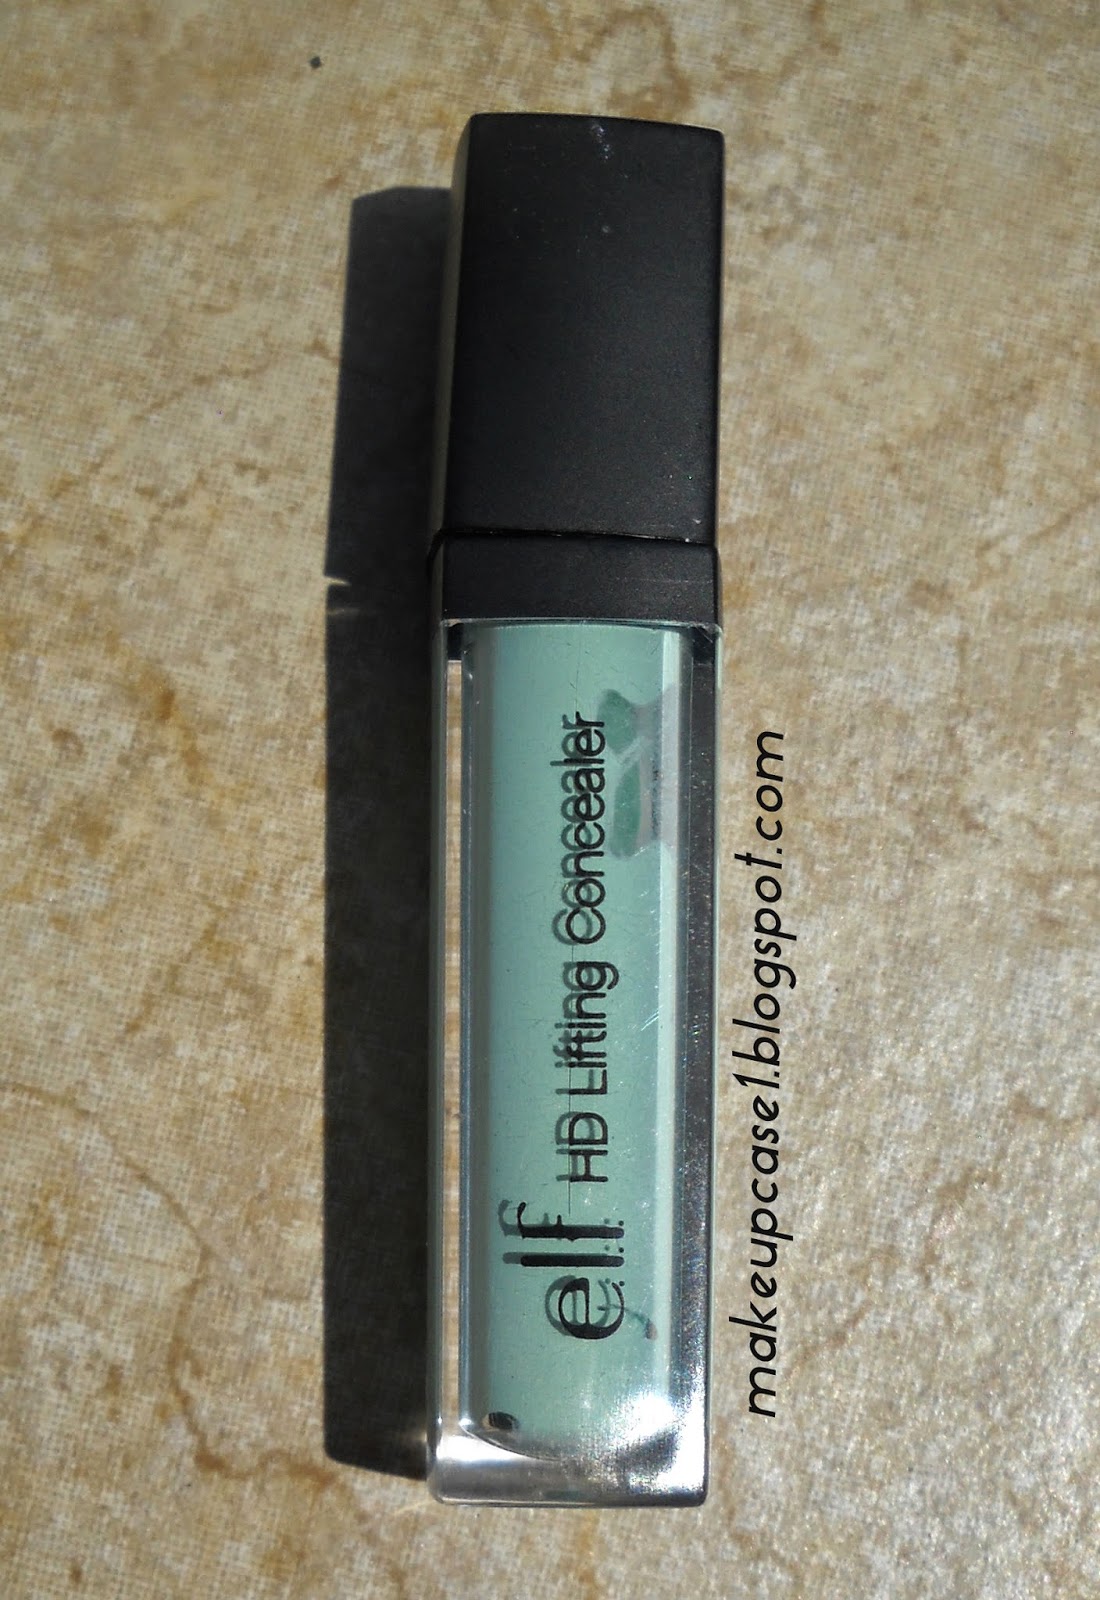 e.l.f. HD Lifting Concealer
makeupcase1.blogspot.com